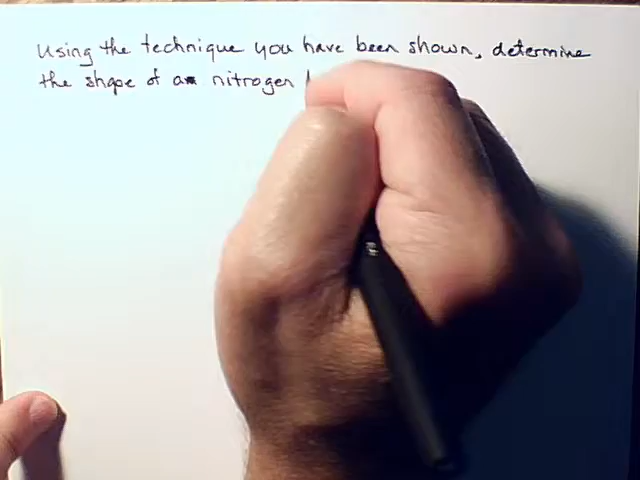 Using the technique you have been shown, determine
the shape of a nitrogen